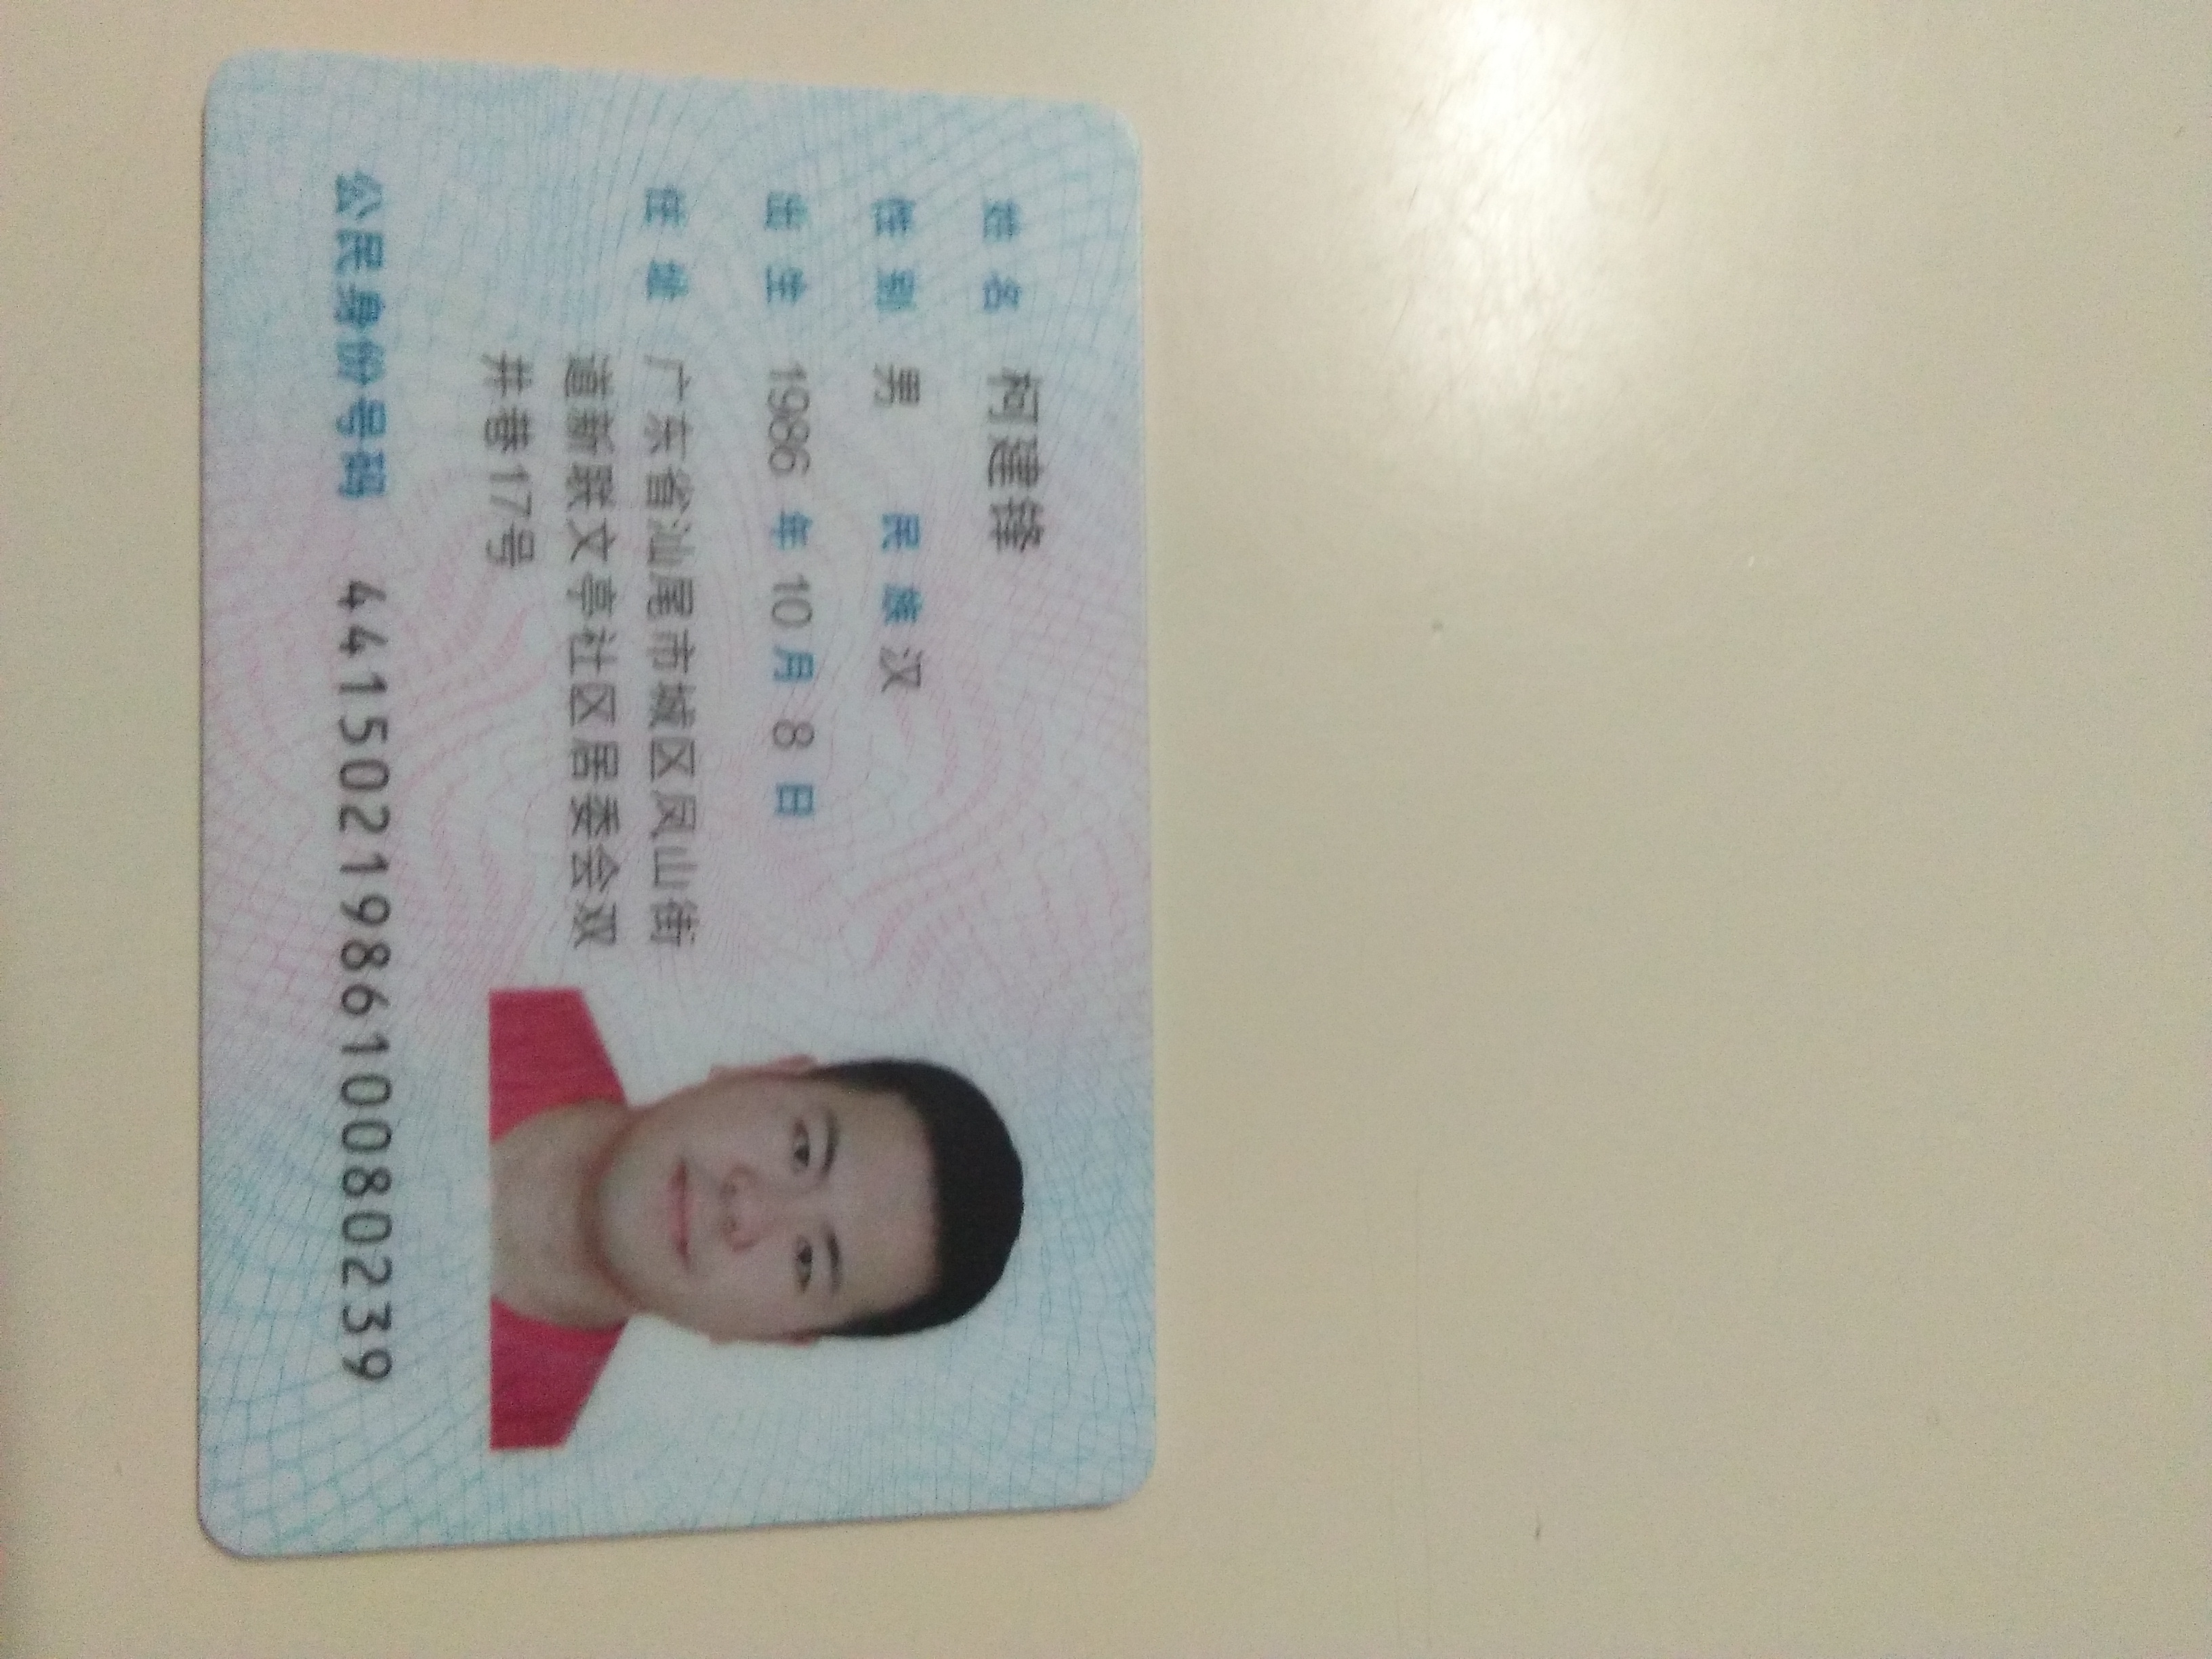 姓名 柯建锋
性别 男 民族 汉
出生 1986 年 10 月 8 日
住址 广东省汕尾市城区凤山街
道新联文亭社区居委会双
井巷17号
公民身份号码 441502198610080239